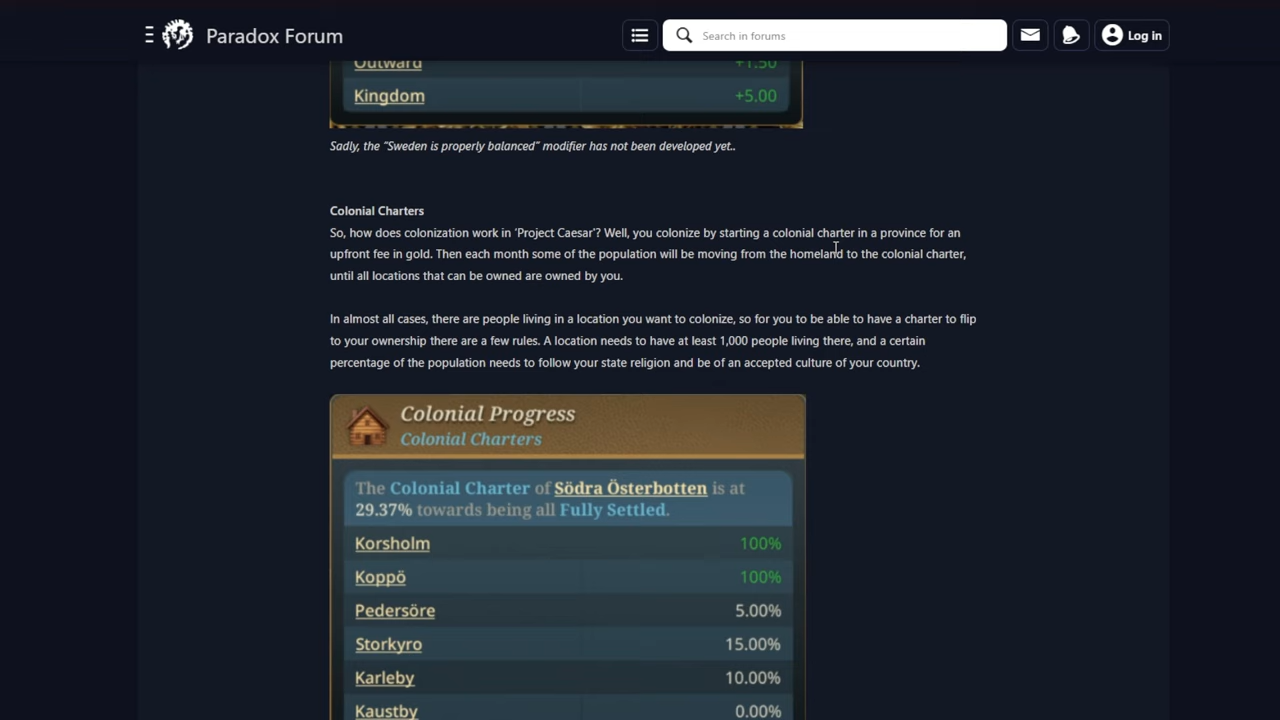 Paradox Forum
Search in forums
Log in
Outward +1.50
Kingdom +5.00
Sadly, the “Sweden is properly balanced” modifier has not been developed yet..
Colonial Charters
So, how does colonization work in ‘Project Caesar’? Well, you colonize by starting a colonial charter in a province for an
upfront fee in gold. Then each month some of the population will be moving from the homeland to the colonial charter,
until all locations that can be owned are owned by you.
In almost all cases, there are people living in a location you want to colonize, so for you to be able to have a charter to flip
to your ownership there are a few rules. A location needs to have at least 1,000 people living there, and a certain
percentage of the population needs to follow your state religion and be of an accepted culture of your country.
Colonial Progress
Colonial Charters
The Colonial Charter of Södra Österbotten is at
29.37% towards being all Fully Settled.
Korsholm 100%
Koppö 100%
Pedersöre 5.00%
Storkyro 15.00%
Karleby 10.00%
Kaustby 0.00%